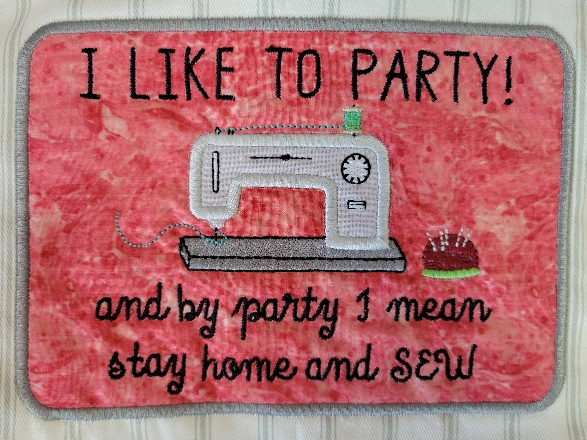 I LIKE TO PARTY!
and by party I mean
stay home and SEW